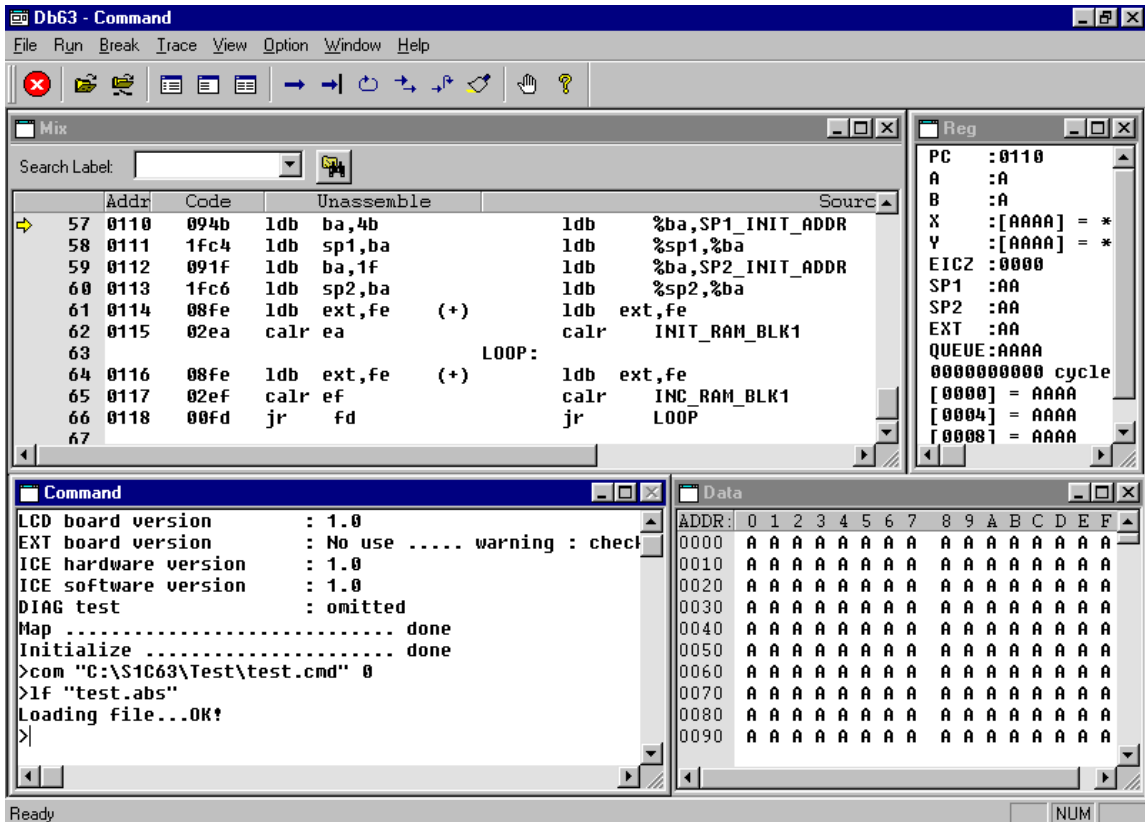 Db63 - Command
File Run Break Trace View Option Window Help
Mix
Search Label:
Addr Code Unassemble Sourc
57 0110 094b ldb ba,4b ldb %ba,SP1_INIT_ADDR
58 0111 1fc4 ldb sp1,ba ldb %sp1,%ba
59 0112 091f ldb ba,1f ldb %ba,SP2_INIT_ADDR
60 0113 1fc6 ldb sp2,ba ldb %sp2,%ba
61 0114 08fe ldb ext,fe (+) ldb ext,fe
62 0115 02ea calr ea calr INIT_RAM_BLK1
63 LOOP:
64 0116 08fe ldb ext,fe (+) ldb ext,fe
65 0117 02ef calr ef calr INC_RAM_BLK1
66 0118 00fd jr fd jr LOOP
67
Reg
PC :0110
A :A
B :A
X :[AAAA] = *
Y :[AAAA] = *
EICZ :0000
SP1 :AA
SP2 :AA
EXT :AA
QUEUE:AAAA
0000000000 cycle
[0000] = AAAA
[0004] = AAAA
[0008] = AAAA
Command
LCD board version : 1.0
EXT board version : No use ..... warning : check
ICE hardware version : 1.0
ICE software version : 1.0
DIAG test : omitted
Map ............................. done
Initialize ........................ done
>com "C:\S1C63\Test\test.cmd" 0
>lf "test.abs"
Loading file...OK!
>
Data
ADDR: 0 1 2 3 4 5 6 7 8 9 A B C D E F
0000 A A A A A A A A A A A A A A A A
0010 A A A A A A A A A A A A A A A A
0020 A A A A A A A A A A A A A A A A
0030 A A A A A A A A A A A A A A A A
0040 A A A A A A A A A A A A A A A A
0050 A A A A A A A A A A A A A A A A
0060 A A A A A A A A A A A A A A A A
0070 A A A A A A A A A A A A A A A A
0080 A A A A A A A A A A A A A A A A
0090 A A A A A A A A A A A A A A A A
Ready NUM